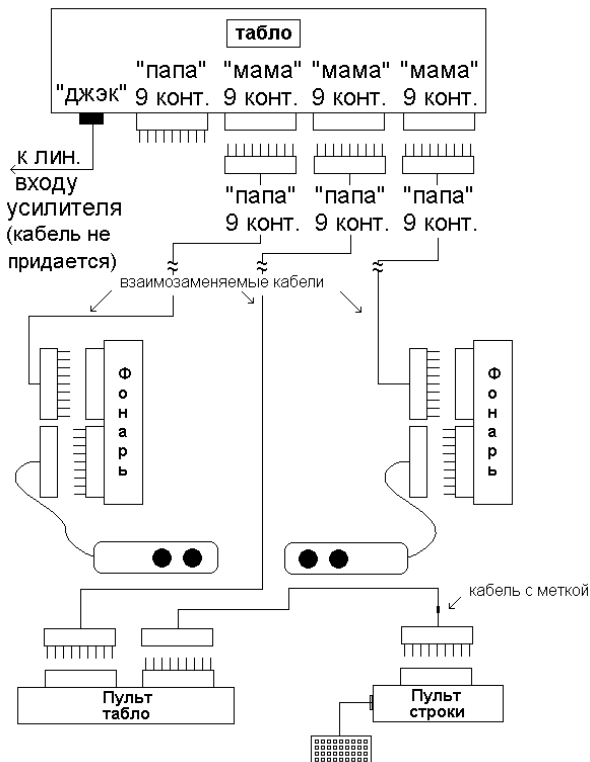 табло
"джэк"
"папа"
9 конт.
"мама"
9 конт.
"мама"
9 конт.
"мама"
9 конт.
к лин.
входу
усилителя
(кабель не
придается)
"папа"
9 конт.
"папа"
9 конт.
"папа"
9 конт.
взаимозаменяемые кабели
Фонарь
Фонарь
кабель с меткой
Пульт
табло
Пульт
строки